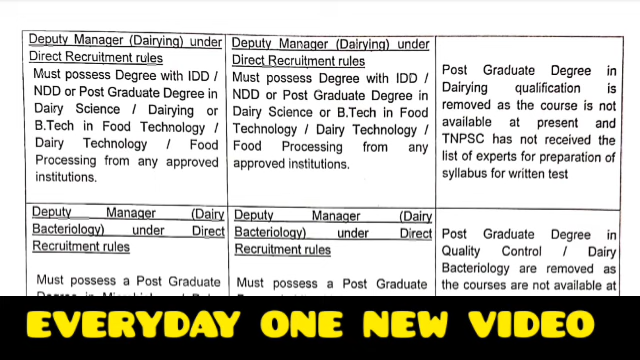 Deputy Manager (Dairying) under
Direct Recruitment rules
Must possess Degree with IDD /
NDD or Post Graduate Degree in
Dairy Science / Dairying or
B.Tech in Food Technology /
Dairy Technology / Food
Processing from any approved
institutions.
Deputy Manager (Dairying) under
Direct Recruitment rules
Must possess Degree with IDD /
NDD or Post Graduate Degree in
Dairy Science or B.Tech in Food
Technology / Dairy Technology /
Food Processing from any
approved institutions.
Post Graduate Degree in
Dairying qualification is
removed as the course is not
available at present and
TNPSC has not received the
list of experts for preparation of
syllabus for written test
Deputy Manager (Dairy
Bacteriology) under Direct
Recruitment rules
Must possess a Post Graduate
Deputy Manager (Dairy
Bacteriology) under Direct
Recruitment rules
Must possess a Post Graduate
Post Graduate Degree in
Quality Control / Dairy
Bacteriology are removed as
the courses are not available at
EVERYDAY ONE NEW VIDEO